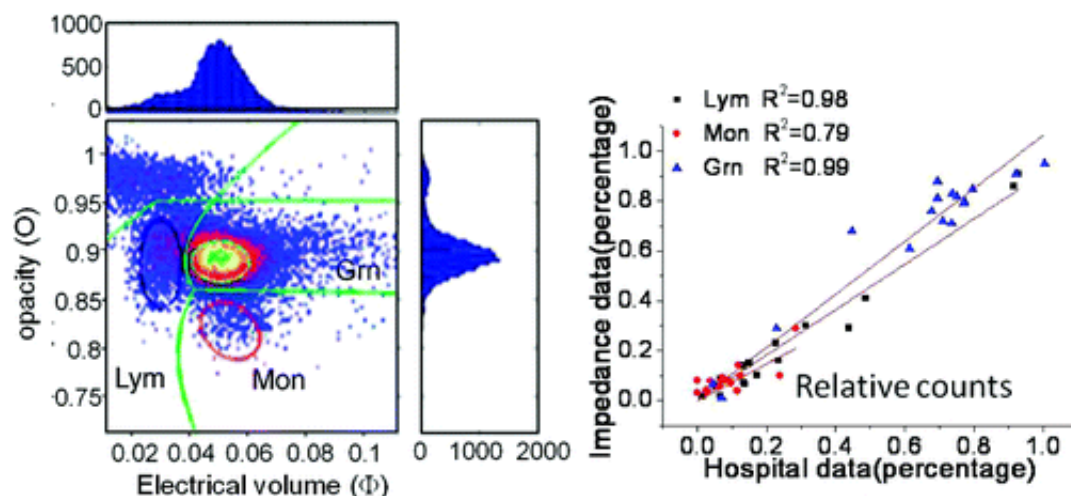 1000
500
0
1
0.95
0.9
0.85
0.8
0.75
opacity (O)
Grn
Lym
Mon
0.02 0.04 0.06 0.08 0.1
Electrical volume (Φ)
0 1000 2000
Lym R²=0.98
Mon R²=0.79
Grn R²=0.99
1.0
0.8
0.6
0.4
0.2
0.0
Impedance data(percentage)
Relative counts
0.0 0.2 0.4 0.6 0.8 1.0
Hospital data(percentage)